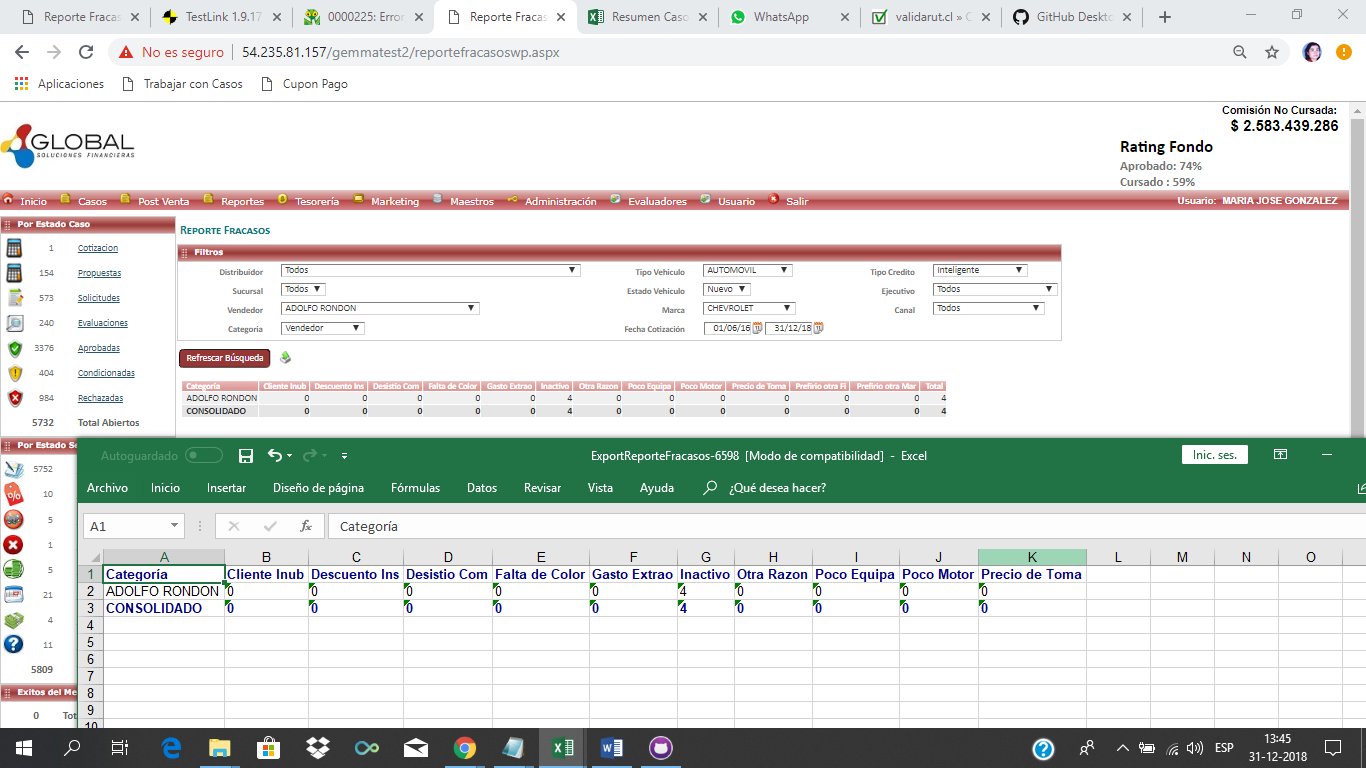 Reporte Fracas
TestLink 1.9.17
0000225: Error
Reporte Fracas
Resumen Caso
WhatsApp
validarut.cl » C
GitHub Deskto
No es seguro | 54.235.81.157/gemmatest2/reportefracasoswp.aspx
Aplicaciones
Trabajar con Casos
Cupon Pago
GLOBAL
SOLUCIONES FINANCIERAS
Comisión No Cursada:
$ 2.583.439.286
Rating Fondo
Aprobado: 74%
Cursado : 59%
Inicio Casos Post Venta Reportes Tesorería Marketing Maestros Administración Evaluadores Usuario Salir
Usuario: MARIA JOSE GONZALEZ
Por Estado Caso
1 Cotizacion
154 Propuestas
573 Solicitudes
240 Evaluaciones
3376 Aprobadas
404 Condicionadas
984 Rechazadas
5732 Total Abiertos
Por Estado Se
5752
10
5
1
5
21
4
11
5809
Exitos del Me
0 Tot
REPORTE FRACASOS
Filtros
Distribuidor Todos
Tipo Vehiculo AUTOMOVIL
Tipo Credito Inteligente
Sucursal Todos
Estado Vehiculo Nuevo
Ejecutivo Todos
Vendedor ADOLFO RONDON
Marca CHEVROLET
Canal Todos
Categoria Vendedor
Fecha Cotización 01/06/16 31/12/18
Refrescar Búsqueda
Categoría Cliente Inub Descuento Ins Desistio Com Falta de Color Gasto Extrao Inactivo Otra Razon Poco Equipa Poco Motor Precio de Toma Prefirio otra Fi Prefirio otra Mar Total
ADOLFO RONDON 0 0 0 0 0 4 0 0 0 0 0 0 4
CONSOLIDADO 0 0 0 0 0 4 0 0 0 0 0 0 4
Autoguardado
ExportReporteFracasos-6598 [Modo de compatibilidad] - Excel
Inic. ses.
Archivo Inicio Insertar Diseño de página Fórmulas Datos Revisar Vista Ayuda ¿Qué desea hacer?
A1 fx Categoría
A B C D E F G H I J K L M N O
1 Categoría Cliente Inub Descuento Ins Desistio Com Falta de Color Gasto Extrao Inactivo Otra Razon Poco Equipa Poco Motor Precio de Toma
2 ADOLFO RONDON 0 0 0 0 0 4 0 0 0 0
3 CONSOLIDADO 0 0 0 0 0 4 0 0 0 0
4
5
6
7
8
9
10
ESP
13:45
31-12-2018